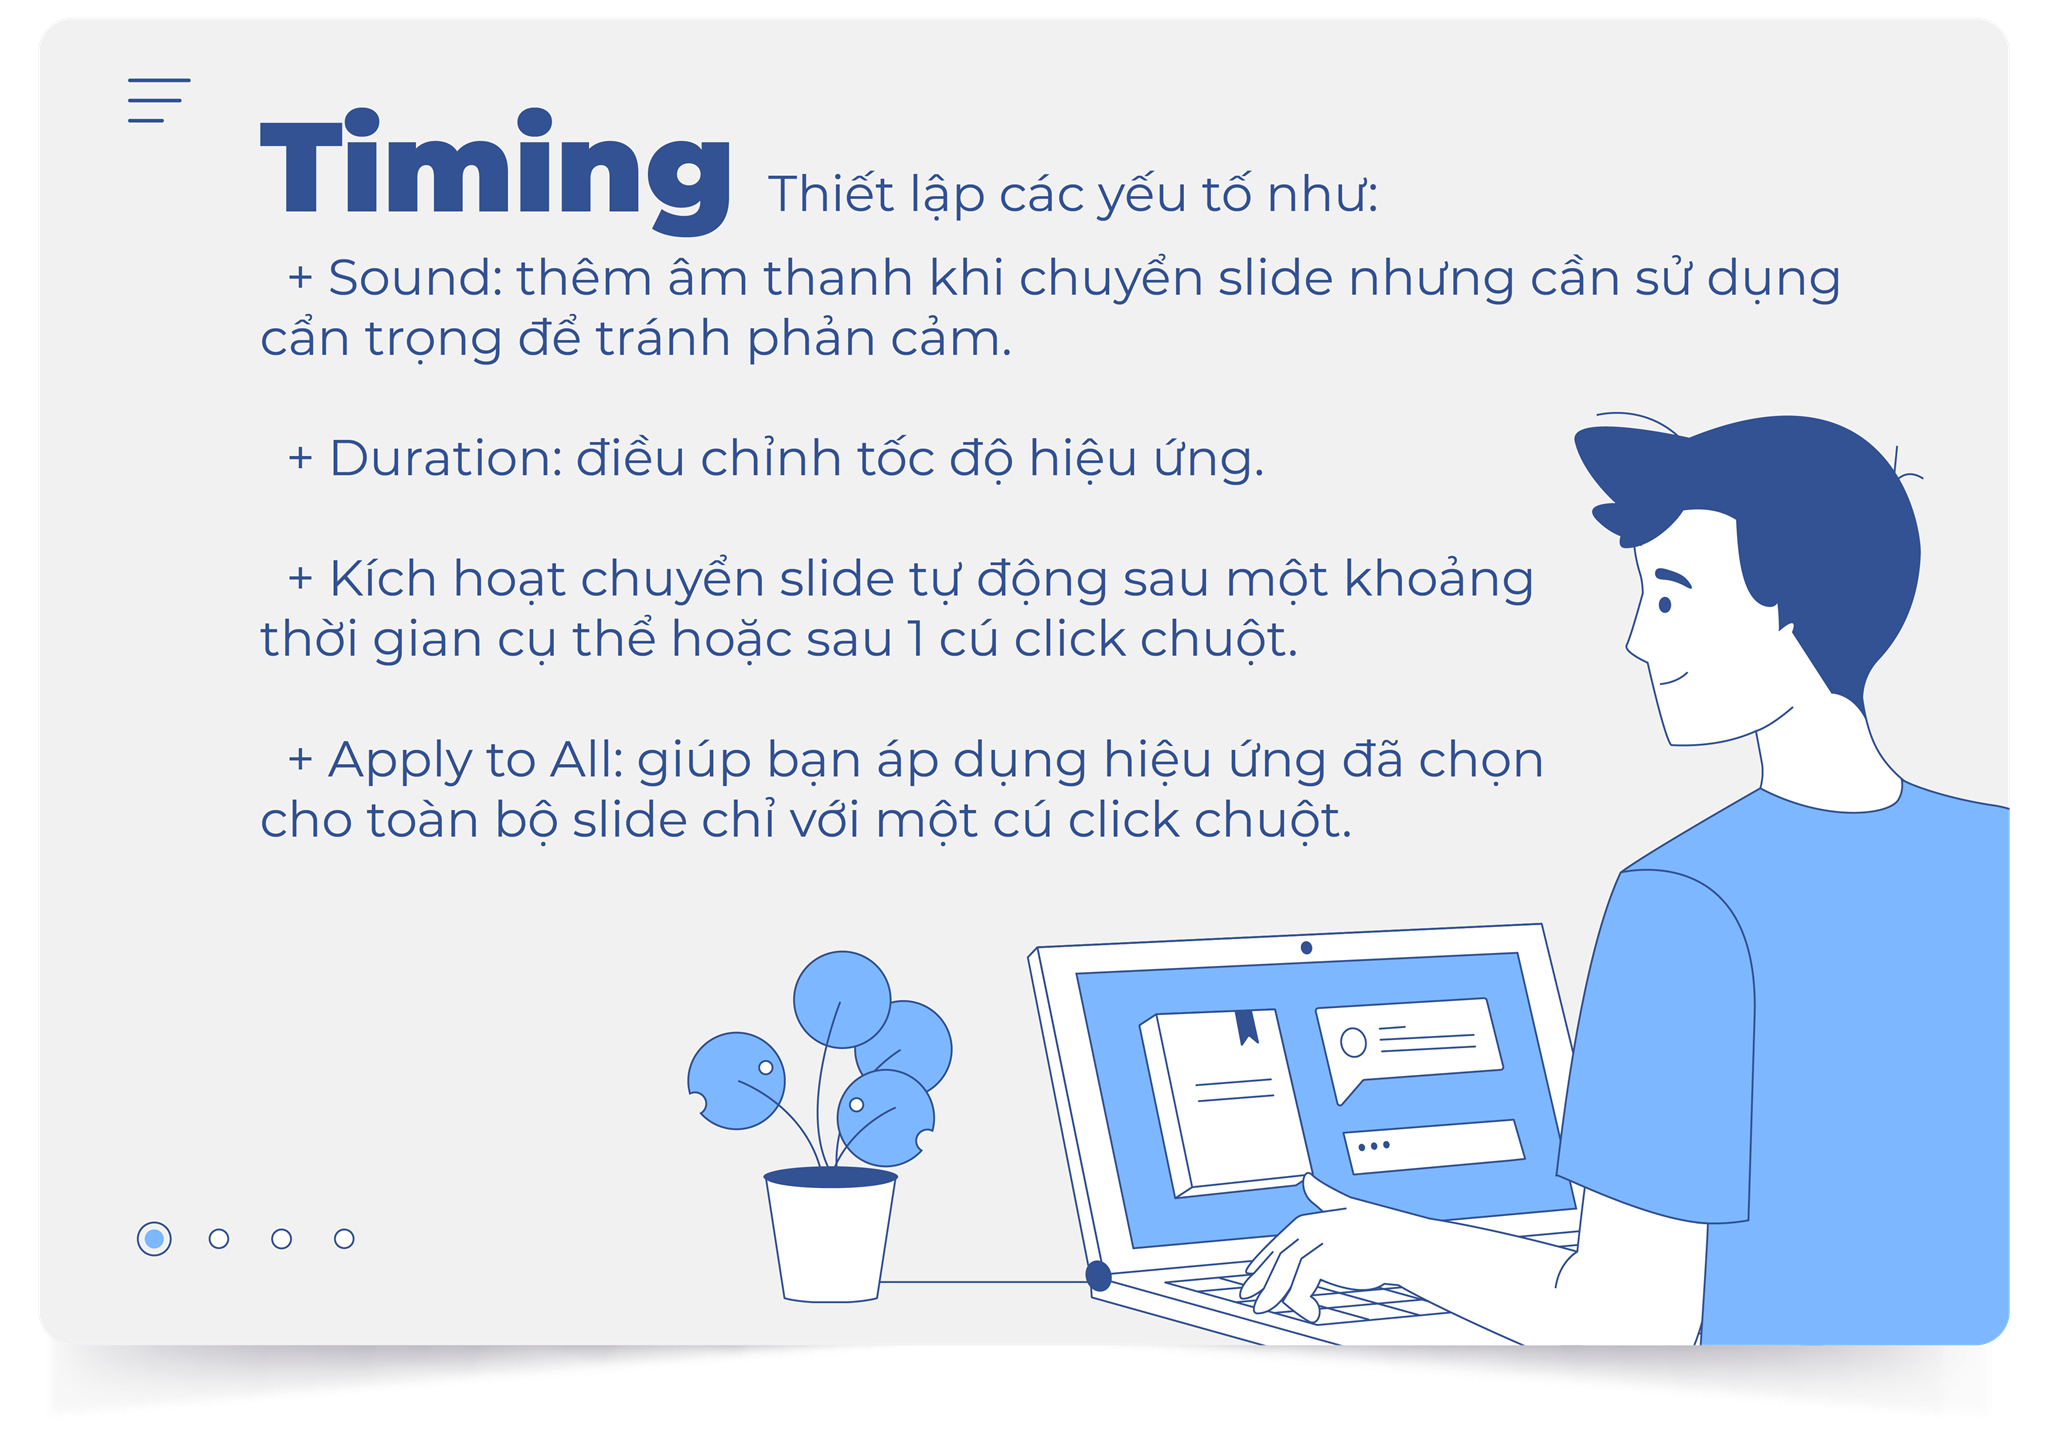 Timing Thiết lập các yếu tố như:
+ Sound: thêm âm thanh khi chuyển slide nhưng cần sử dụng
cẩn trọng để tránh phản cảm.
+ Duration: điều chỉnh tốc độ hiệu ứng.
+ Kích hoạt chuyển slide tự động sau một khoảng
thời gian cụ thể hoặc sau 1 cú click chuột.
+ Apply to All: giúp bạn áp dụng hiệu ứng đã chọn
cho toàn bộ slide chỉ với một cú click chuột.